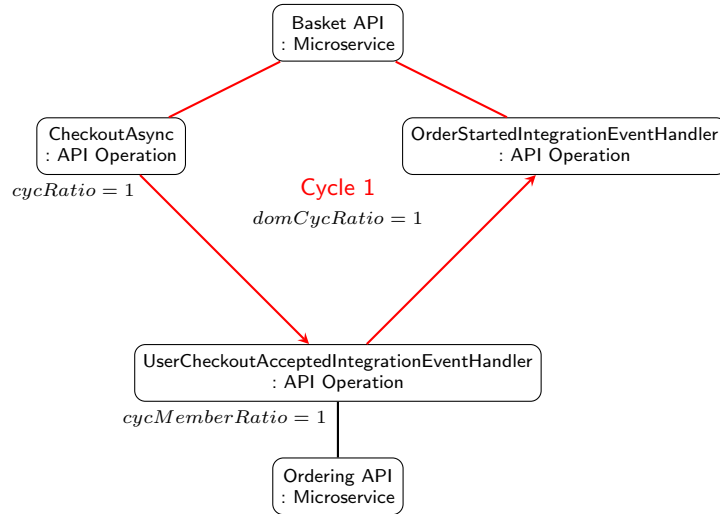 Basket API
: Microservice
CheckoutAsync
: API Operation
OrderStartedIntegrationEventHandler
: API Operation
cycRatio = 1
Cycle 1
domCycRatio = 1
UserCheckoutAcceptedIntegrationEventHandler
: API Operation
cycMemberRatio = 1
Ordering API
: Microservice